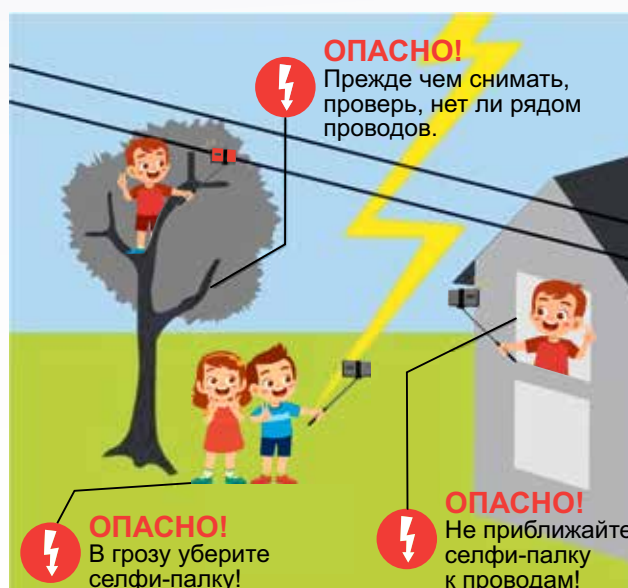 ОПАСНО!
Прежде чем снимать,
проверь, нет ли рядом
проводов.
ОПАСНО!
В грозу уберите
селфи-палку!
ОПАСНО!
Не приближайте
селфи-палку
к проводам!